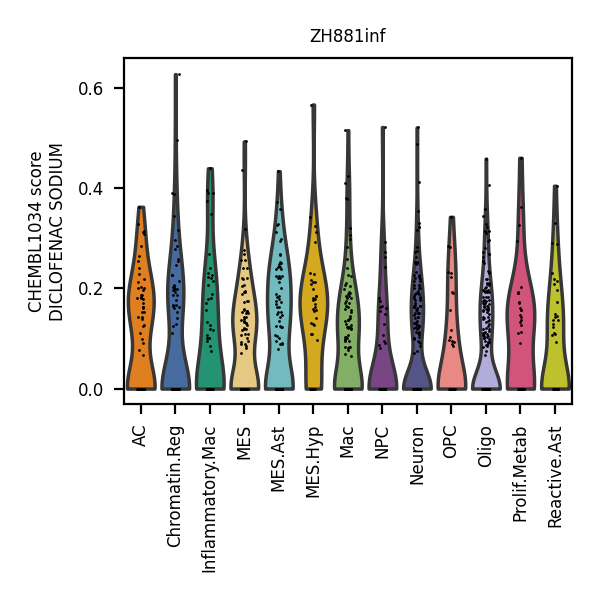 ZH881inf
CHEMBL1034 score
DICLOFENAC SODIUM
0.6
0.4
0.2
0.0
AC
Chromatin.Reg
Inflammatory.Mac
MES
MES.Ast
MES.Hyp
Mac
NPC
Neuron
OPC
Oligo
Prolif.Metab
Reactive.Ast